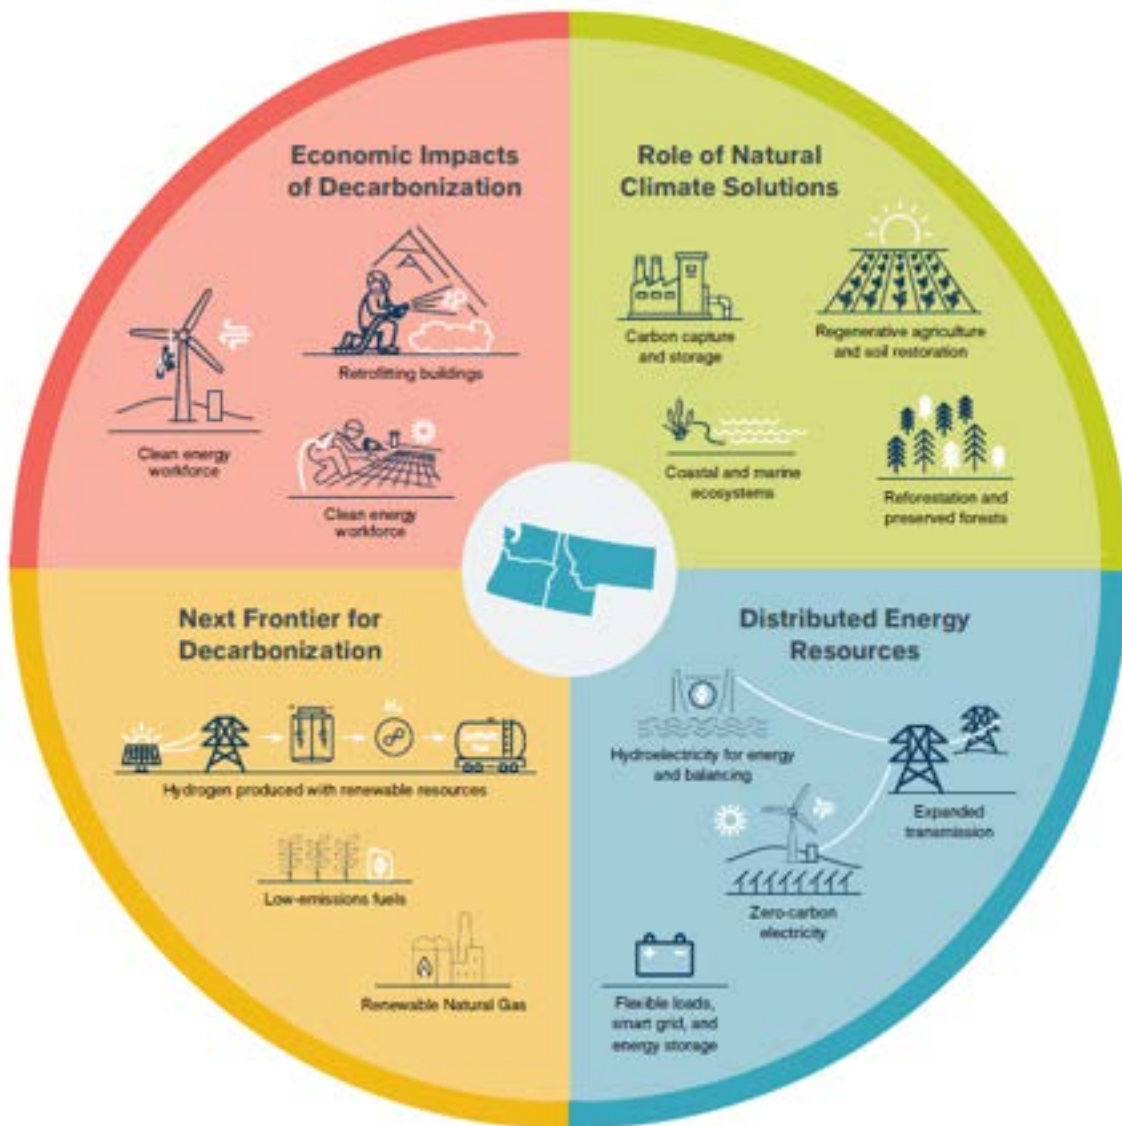 Economic Impacts
of Decarbonization
Retrofitting buildings
Clean energy
workforce
Clean energy
workforce
Role of Natural
Climate Solutions
Carbon capture
and storage
Regenerative agriculture
and soil restoration
Coastal and marine
ecosystems
Reforestation and
preserved forests
Next Frontier for
Decarbonization
H₂
Hydrogen produced with renewable resources
Low-emissions fuels
Renewable Natural Gas
Distributed Energy
Resources
Hydroelectricity for energy
and balancing
Expanded
transmission
Zero-carbon
electricity
Flexible loads,
smart grid, and
energy storage